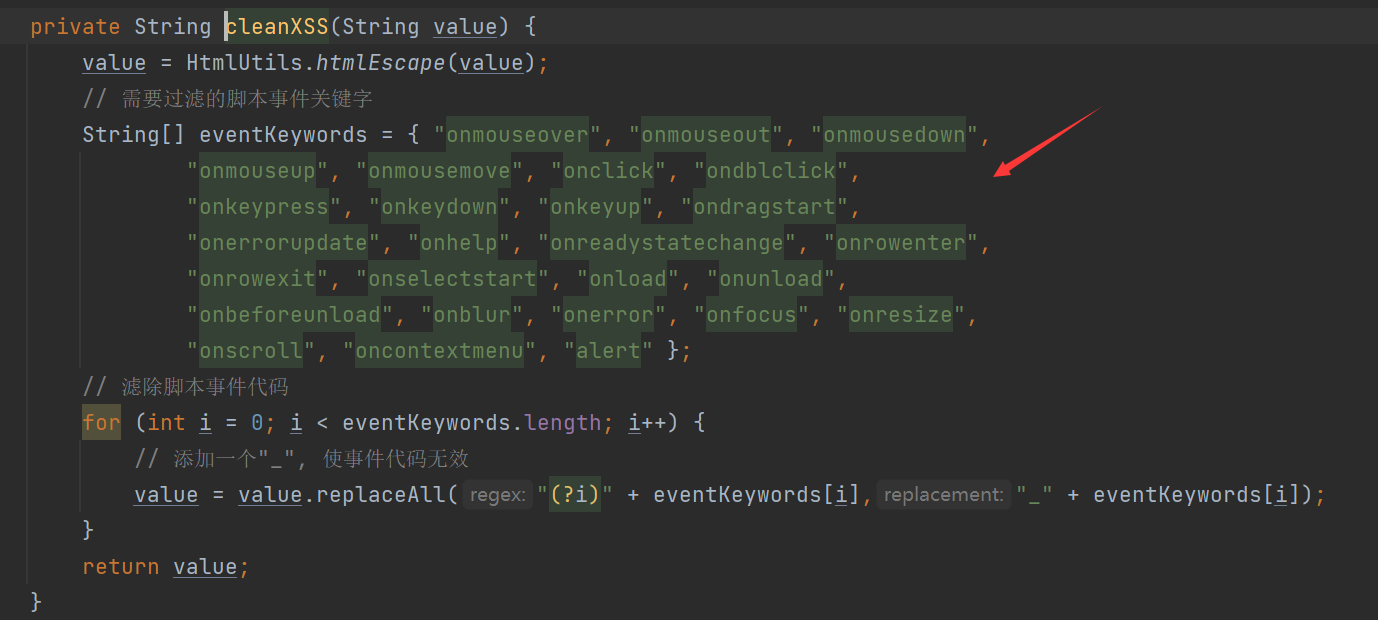 private String cleanXSS(String value) {
value = HtmlUtils.htmlEscape(value);
// 需要过滤的脚本事件关键字
String[] eventKeywords = { "onmouseover", "onmouseout", "onmousedown",
"onmouseup", "onmousemove", "onclick", "ondblclick",
"onkeypress", "onkeydown", "onkeyup", "ondragstart",
"onerrorupdate", "onhelp", "onreadystatechange", "onrowenter",
"onrowexit", "onselectstart", "onload", "onunload",
"onbeforeunload", "onblur", "onerror", "onfocus", "onresize",
"onscroll", "oncontextmenu", "alert" };
// 滤除脚本事件代码
for (int i = 0; i < eventKeywords.length; i++) {
// 添加一个"_", 使事件代码无效
value = value.replaceAll( regex: "(?i)" + eventKeywords[i], replacement: "_" + eventKeywords[i]);
}
return value;
}